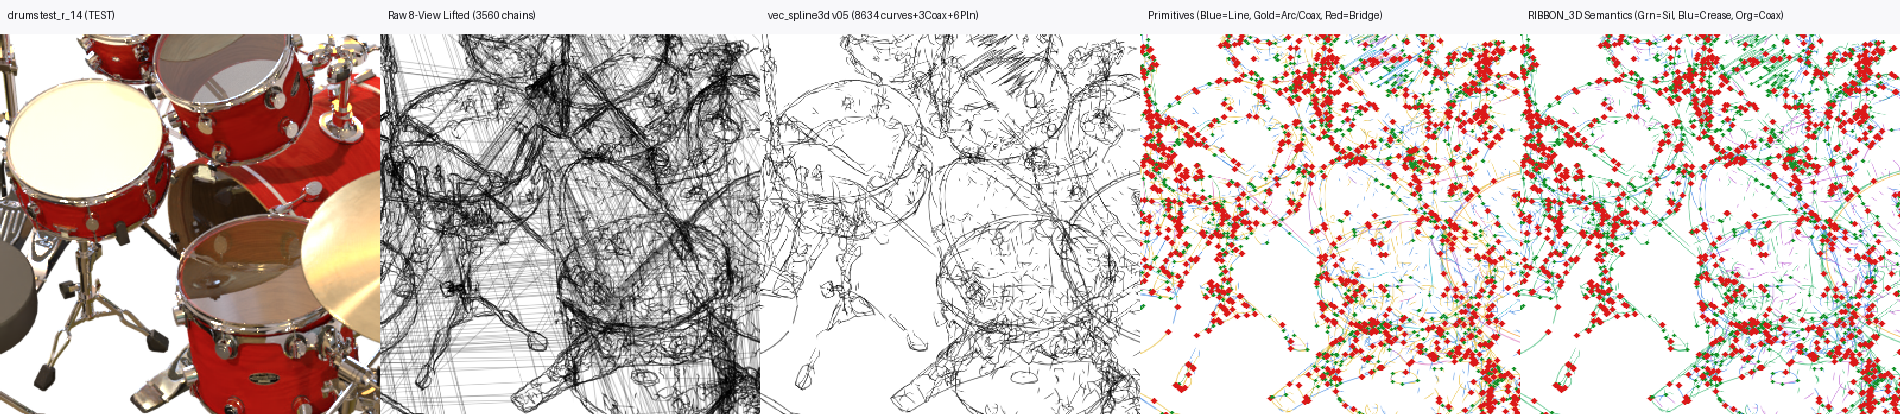 drums test_r_14 (TEST)
Raw 8-View Lifted (3560 chains)
vec_spline3d v05 (8634 curves+3Coax+6Pln)
Primitives (Blue=Line, Gold=Arc/Coax, Red=Bridge)
RIBBON_3D Semantics (Grn=Sil, Blu=Crease, Org=Coax)